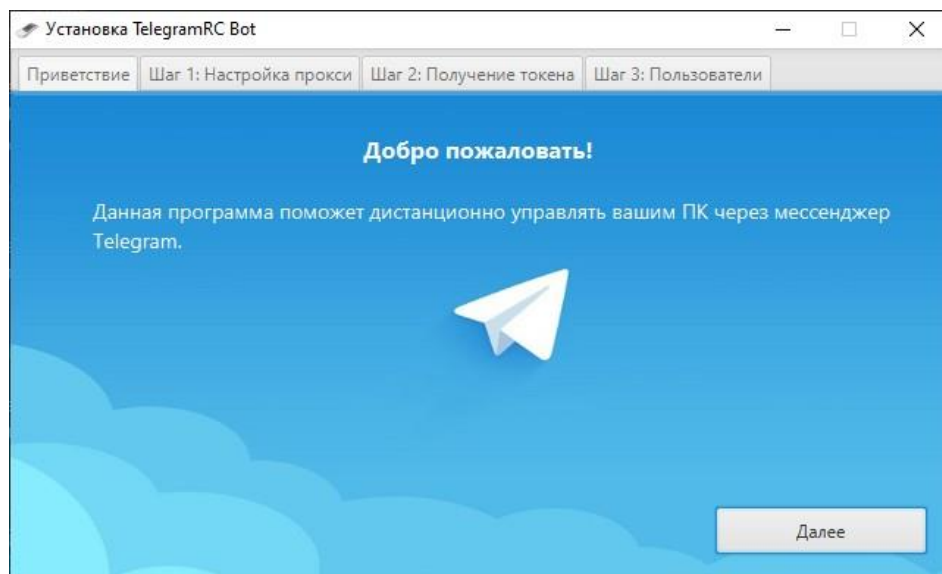 Установка TelegramRC Bot
Приветствие Шаг 1: Настройка прокси Шаг 2: Получение токена Шаг 3: Пользователи
Добро пожаловать!
Данная программа поможет дистанционно управлять вашим ПК через мессенджер
Telegram.
Далее